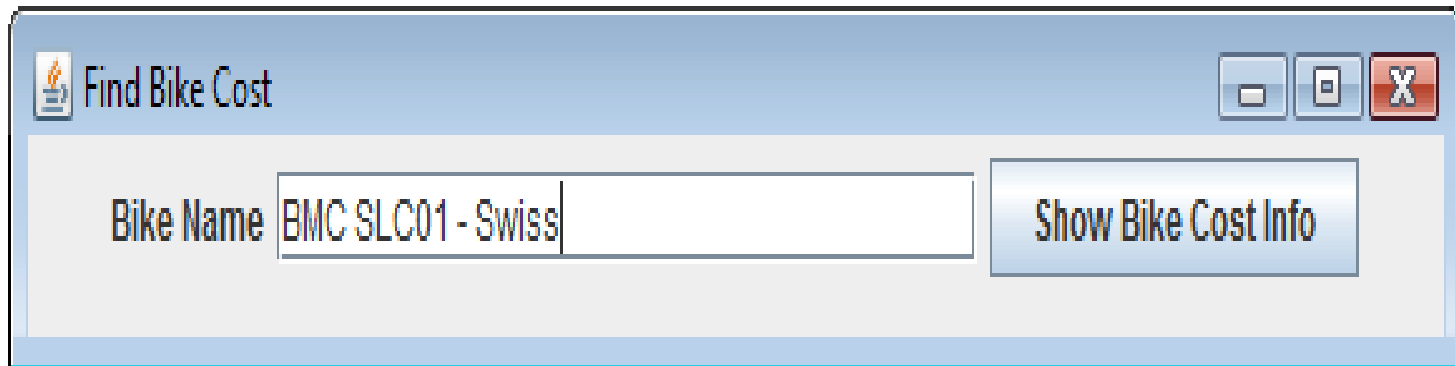 Find Bike Cost
Bike Name BMC SLC01 - Swiss Show Bike Cost Info